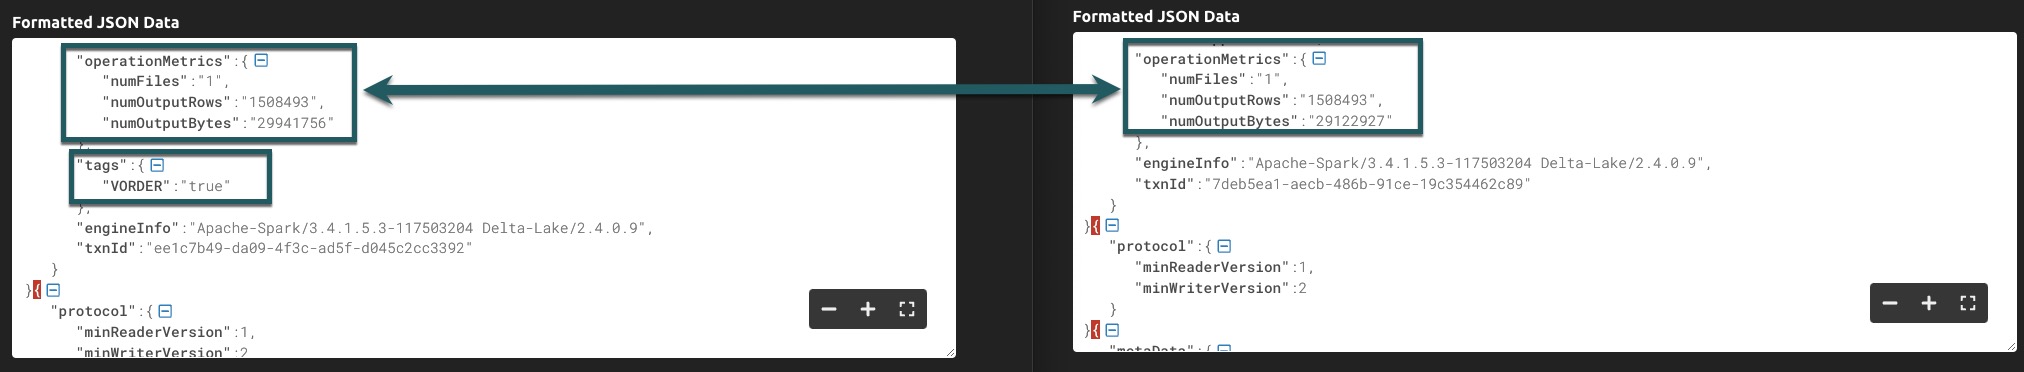 Formatted JSON Data
"operationMetrics":{
"numFiles":"1",
"numOutputRows":"1508493",
"numOutputBytes":"29941756"
},
"tags":{
"VORDER":"true"
},
"engineInfo":"Apache-Spark/3.4.1.5.3-117503204 Delta-Lake/2.4.0.9",
"txnId":"ee1c7b49-da09-4f3c-ad5f-d045c2cc3392"
}
}{
"protocol":{
"minReaderVersion":1,
"minWriterVersion":2
Formatted JSON Data
"operationMetrics":{
"numFiles":"1",
"numOutputRows":"1508493",
"numOutputBytes":"29122927"
},
"engineInfo":"Apache-Spark/3.4.1.5.3-117503204 Delta-Lake/2.4.0.9",
"txnId":"7deb5ea1-aecb-486b-91ce-19c354462c89"
}
}{
"protocol":{
"minReaderVersion":1,
"minWriterVersion":2
}
}{
"metaData":{